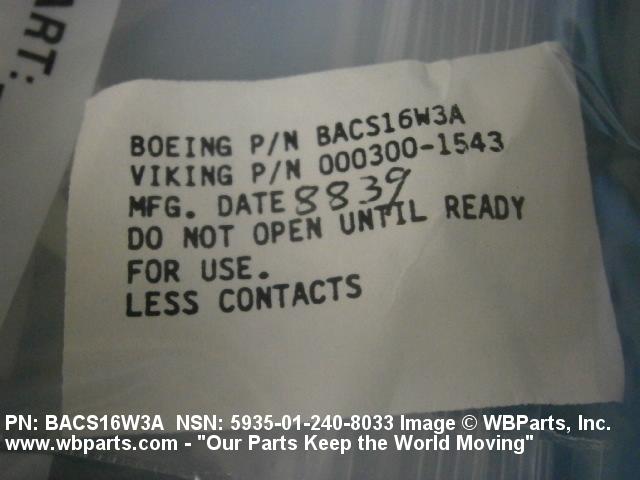 ART:
BOEING P/N BACS16W3A
VIKING P/N 000300-1543
MFG. DATE 8839
DO NOT OPEN UNTIL READY
FOR USE.
LESS CONTACTS
PN: BACS16W3A NSN: 5935-01-240-8033 Image © WBParts, Inc.
www.wbparts.com - "Our Parts Keep the World Moving"